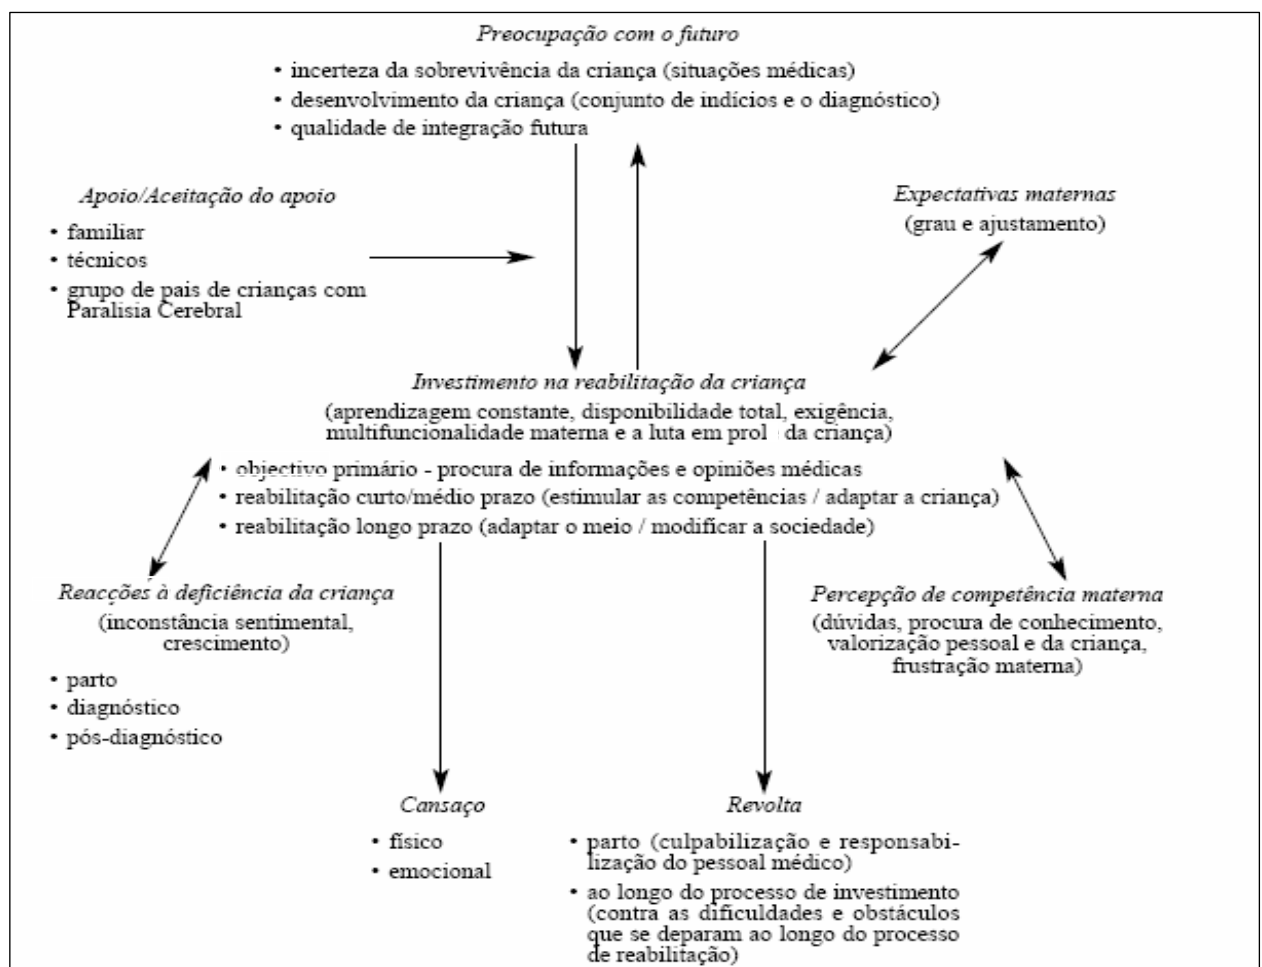 Preocupação com o futuro
• incerteza da sobrevivência da criança (situações médicas)
• desenvolvimento da criança (conjunto de indícios e o diagnóstico)
• qualidade de integração futura
Apoio/Aceitação do apoio
• familiar
• técnicos
• grupo de pais de crianças com
Paralisia Cerebral
Expectativas maternas
(grau e ajustamento)
Investimento na reabilitação da criança
(aprendizagem constante, disponibilidade total, exigência,
multifuncionalidade materna e a luta em prol da criança)
• objectivo primário - procura de informações e opiniões médicas
• reabilitação curto/médio prazo (estimular as competências / adaptar a criança)
• reabilitação longo prazo (adaptar o meio / modificar a sociedade)
Reacções à deficiência da criança
(inconstância sentimental,
crescimento)
• parto
• diagnóstico
• pós-diagnóstico
Percepção de competência materna
(dúvidas, procura de conhecimento,
valorização pessoal e da criança,
frustração materna)
Cansaço
• físico
• emocional
Revolta
• parto (culpabilização e responsabi-
lização do pessoal médico)
• ao longo do processo de investimento
(contra as dificuldades e obstáculos
que se deparam ao longo do processo
de reabilitação)